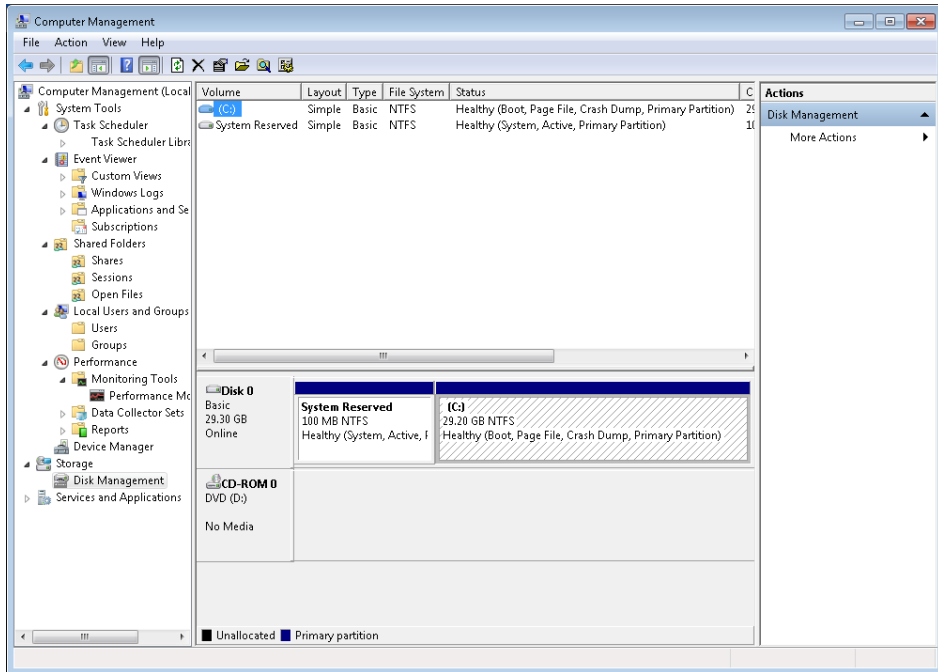 Computer Management
File Action View Help
Computer Management (Local
System Tools
Task Scheduler
Task Scheduler Libra
Event Viewer
Custom Views
Windows Logs
Applications and Se
Subscriptions
Shared Folders
Shares
Sessions
Open Files
Local Users and Groups
Users
Groups
Performance
Monitoring Tools
Performance Mo
Data Collector Sets
Reports
Device Manager
Storage
Disk Management
Services and Applications
Volume Layout Type File System Status C
(C:) Simple Basic NTFS Healthy (Boot, Page File, Crash Dump, Primary Partition) 29
System Reserved Simple Basic NTFS Healthy (System, Active, Primary Partition) 10
Disk 0
Basic
29.30 GB
Online
System Reserved
100 MB NTFS
Healthy (System, Active, P
(C:)
29.20 GB NTFS
Healthy (Boot, Page File, Crash Dump, Primary Partition)
CD-ROM 0
DVD (D:)
No Media
Unallocated Primary partition
Actions
Disk Management
More Actions